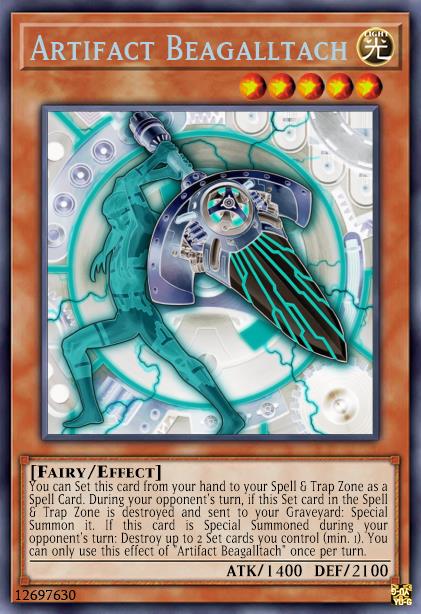 Artifact Beagalltach
LIGHT
光
[Fairy/Effect]
You can Set this card from your hand to your Spell & Trap Zone as a
Spell Card. During your opponent's turn, if this Set card in the Spell
& Trap Zone is destroyed and sent to your Graveyard: Special
Summon it. If this card is Special Summoned during your
opponent's turn: Destroy up to 2 Set cards you control (min. 1). You
can only use this effect of "Artifact Beagalltach" once per turn.
ATK/1400 DEF/2100
12697630